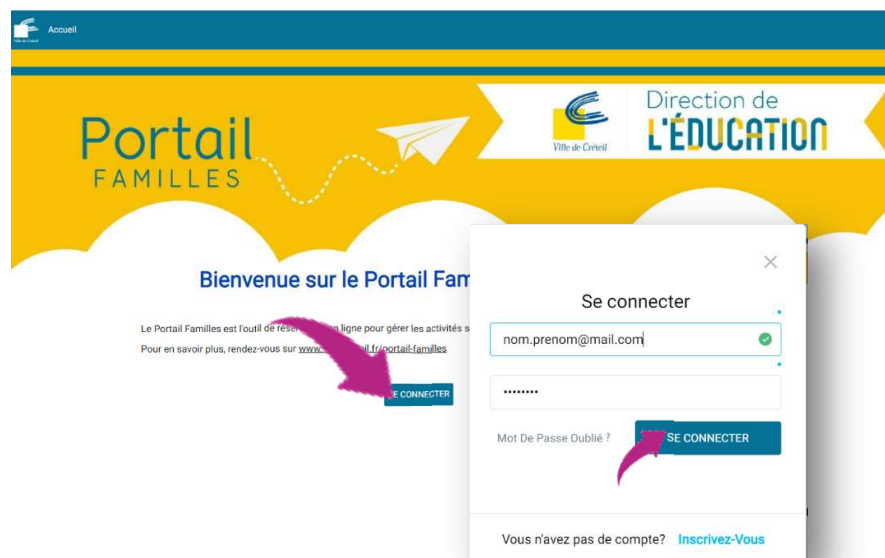 Accueil
Ville de Créteil
Portail
FAMILLES
Ville de Créteil
Direction de
L'ÉDUCATION
Bienvenue sur le Portail Fam
Le Portail Familles est l'outil de ligne pour gérer les activités s
Pour en savoir plus, rendez-vous sur www. il.fr/portail-familles
E CONNECTER
Se connecter
nom.prenom@mail.com
••••••••
Mot De Passe Oublié ?
SE CONNECTER
Vous n'avez pas de compte? Inscrivez-Vous